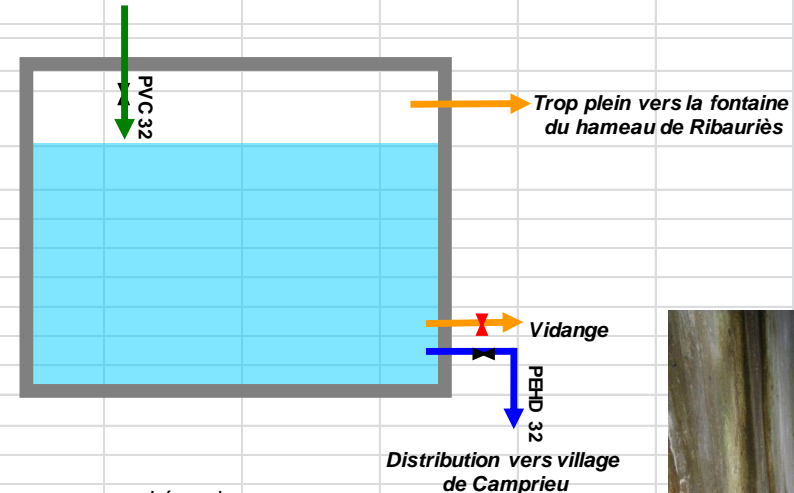 PVC 32
Trop plein vers la fontaine
du hameau de Ribauriès
Vidange
PEHD 32
Distribution vers village
de Camprieu